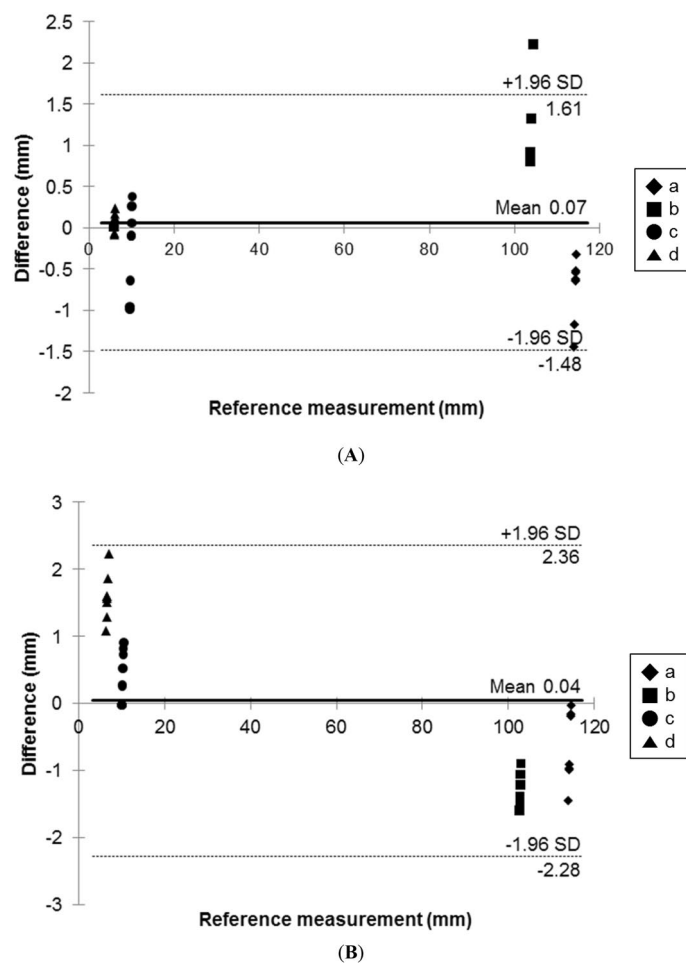 2.5
2
+1.96 SD
1.5
1.61
1
0.5
Mean 0.07
0
0 20 40 60 80 100 120
-0.5
-1
-1.96 SD
-1.5
-1.48
-2
Difference (mm)
Reference measurement (mm)
a
b
c
d
(A)
3
+1.96 SD
2
2.36
1
Mean 0.04
0
0 20 40 60 80 100 120
-1
-2
-1.96 SD
-2.28
-3
Difference (mm)
Reference measurement (mm)
a
b
c
d
(B)